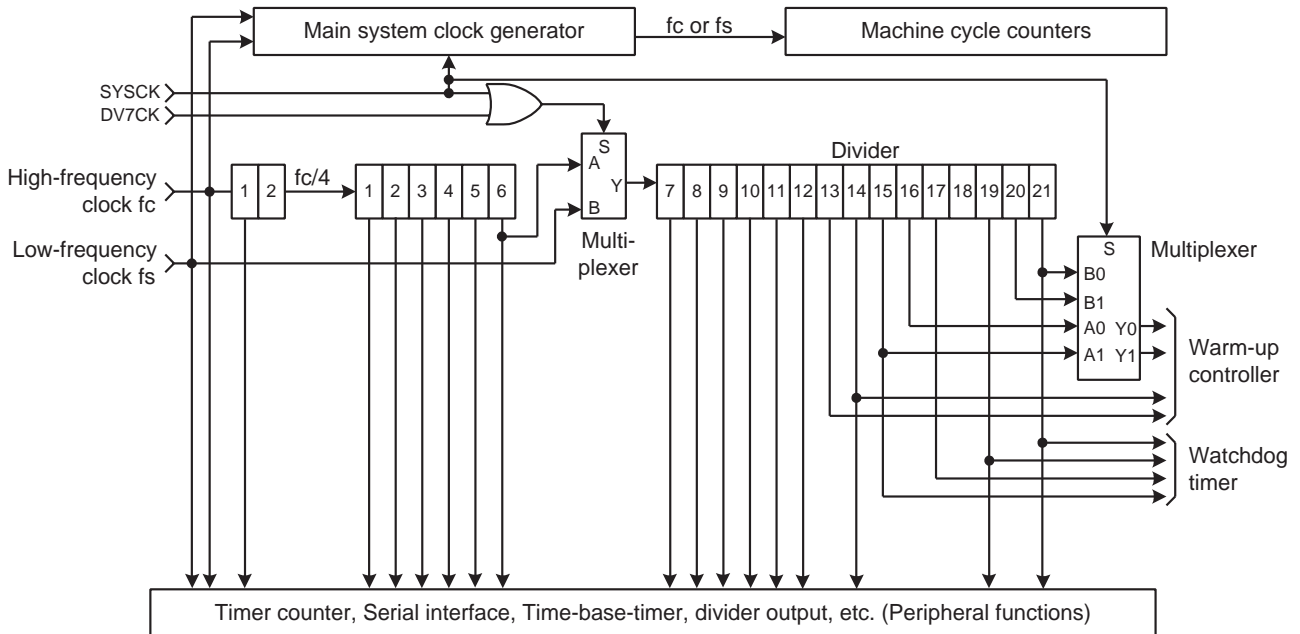 Main system clock generator
fc or fs
Machine cycle counters
SYSCK
DV7CK
High-frequency
clock fc
Low-frequency
clock fs
1 2
fc/4
1 2 3 4 5 6
S
A
Y
B
Multi-
plexer
Divider
7 8 9 10 11 12 13 14 15 16 17 18 19 20 21
S
Multiplexer
B0
B1
A0 Y0
A1 Y1
Warm-up
controller
Watchdog
timer
Timer counter, Serial interface, Time-base-timer, divider output, etc. (Peripheral functions)